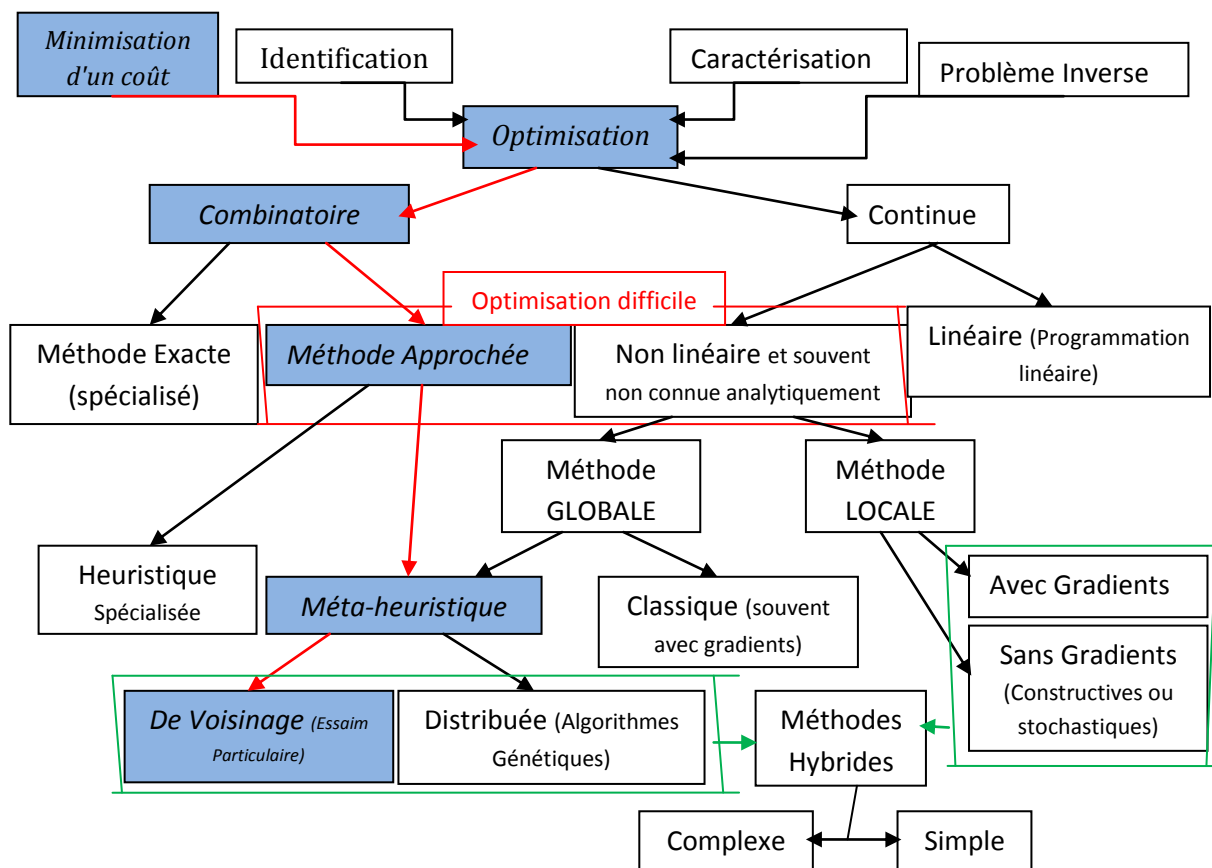 Minimisation
d'un coût
Identification
Caractérisation
Problème Inverse
Optimisation
Combinatoire
Continue
Optimisation difficile
Méthode Exacte
(spécialisé)
Méthode Approchée
Non linéaire et souvent
non connue analytiquement
Linéaire (Programmation
linéaire)
Méthode
GLOBALE
Méthode
LOCALE
Heuristique
Spécialisée
Méta-heuristique
Classique (souvent
avec gradients)
Avec Gradients
Sans Gradients
(Constructives ou
stochastiques)
De Voisinage (Essaim
Particulaire)
Distribuée (Algorithmes
Génétiques)
Méthodes
Hybrides
Complexe
Simple